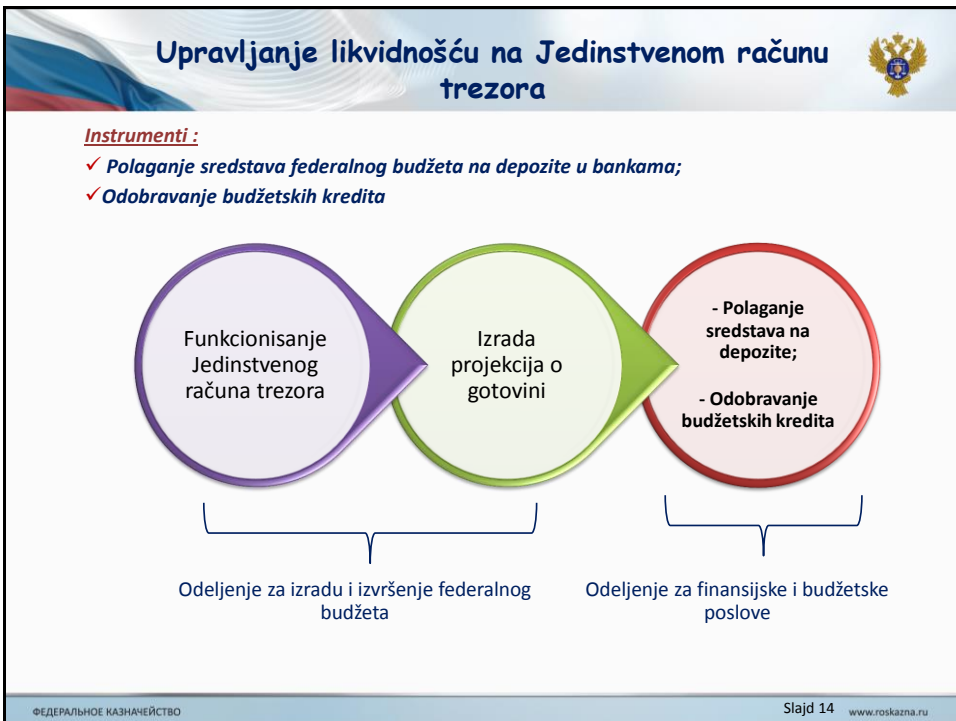 Upravljanje likvidnošću na Jedinstvenom računu
trezora
Instrumenti :
✓ Polaganje sredstava federalnog budžeta na depozite u bankama;
✓Odobravanje budžetskih kredita
Funkcionisanje
Jedinstvenog
računa trezora
Izrada
projekcija o
gotovini
- Polaganje
sredstava na
depozite;
- Odobravanje
budžetskih kredita
Odeljenje za izradu i izvršenje federalnog
budžeta
Odeljenje za finansijske i budžetske
poslove
ФЕДЕРАЛЬНОЕ КАЗНАЧЕЙСТВО
Slajd 14
www.roskazna.ru